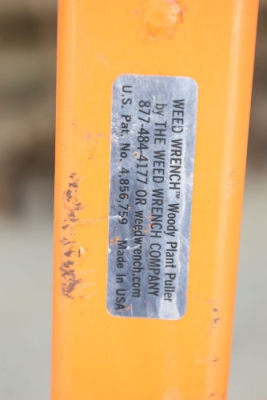 WEED WRENCH™ Woody Plant Puller
by THE WEED WRENCH COMPANY
877-484-4177 OR weedwrench.com
U.S. Pat. No. 4,856,759 Made In USA